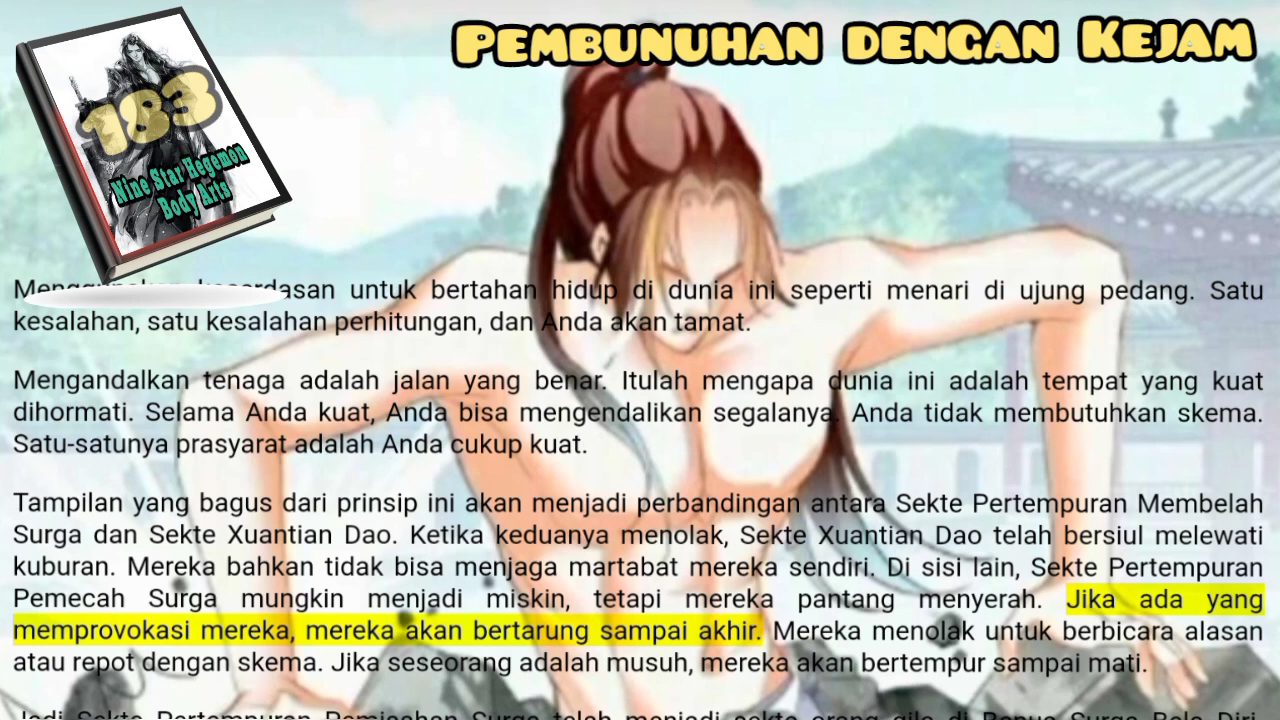 Pembunuhan dengan Kejam
183
Nine Star Hegemon
Body Arts
untuk bertahan hidup di dunia ini seperti menari di ujung pedang. Satu
kesalahan, satu kesalahan perhitungan, dan Anda akan tamat.
Mengandalkan tenaga adalah jalan yang benar. Itulah mengapa dunia ini adalah tempat yang kuat
dihormati. Selama Anda kuat, Anda bisa mengendalikan segalanya. Anda tidak membutuhkan skema.
Satu-satunya prasyarat adalah Anda cukup kuat.
Tampilan yang bagus dari prinsip ini akan menjadi perbandingan antara Sekte Pertempuran Membelah
Surga dan Sekte Xuantian Dao. Ketika keduanya menolak, Sekte Xuantian Dao telah bersiul melewati
kuburan. Mereka bahkan tidak bisa menjaga martabat mereka sendiri. Di sisi lain, Sekte Pertempuran
Pemecah Surga mungkin menjadi miskin, tetapi mereka pantang menyerah. Jika ada yang
memprovokasi mereka, mereka akan bertarung sampai akhir. Mereka menolak untuk berbicara alasan
atau repot dengan skema. Jika seseorang adalah musuh, mereka akan bertempur sampai mati.